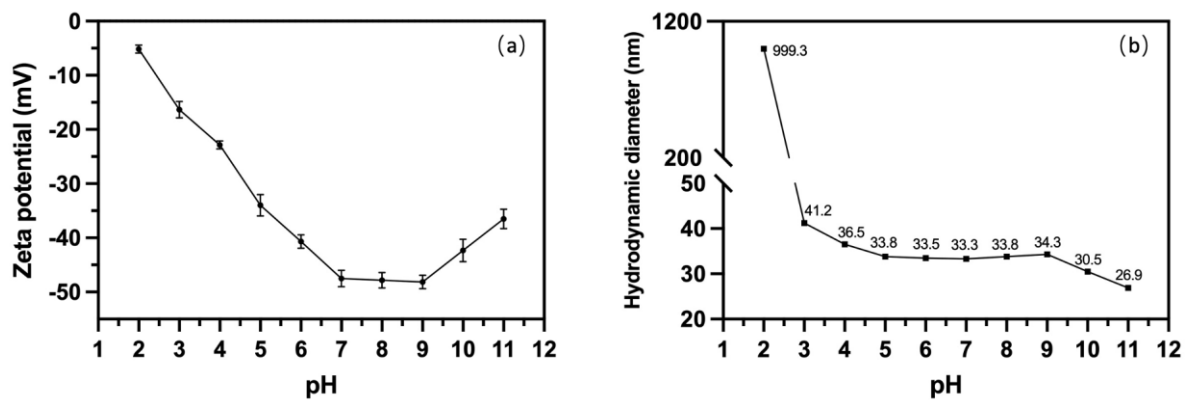 (a)
Zeta potential (mV)
0
-10
-20
-30
-40
-50
1 2 3 4 5 6 7 8 9 10 11 12
pH
(b)
Hydrodynamic diameter (nm)
1200
200
50
40
30
20
999.3
41.2
36.5
33.8
33.5
33.3
33.8
34.3
30.5
26.9
1 2 3 4 5 6 7 8 9 10 11 12
pH